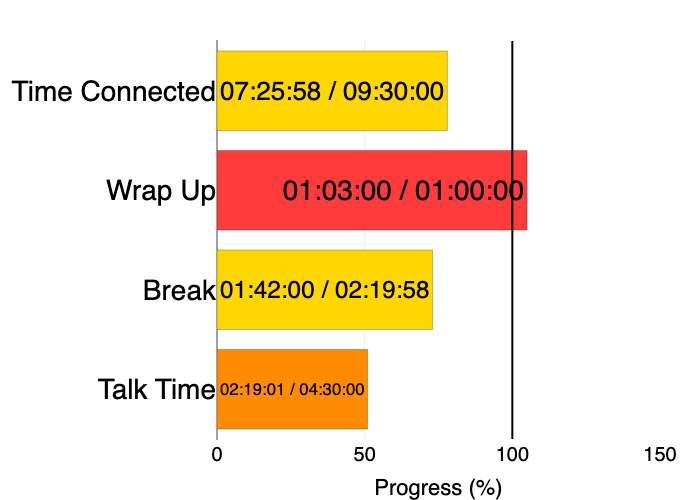 Time Connected 07:25:58 / 09:30:00
Wrap Up 01:03:00 / 01:00:00
Break 01:42:00 / 02:19:58
Talk Time 02:19:01 / 04:30:00
0 50 100 150
Progress (%)